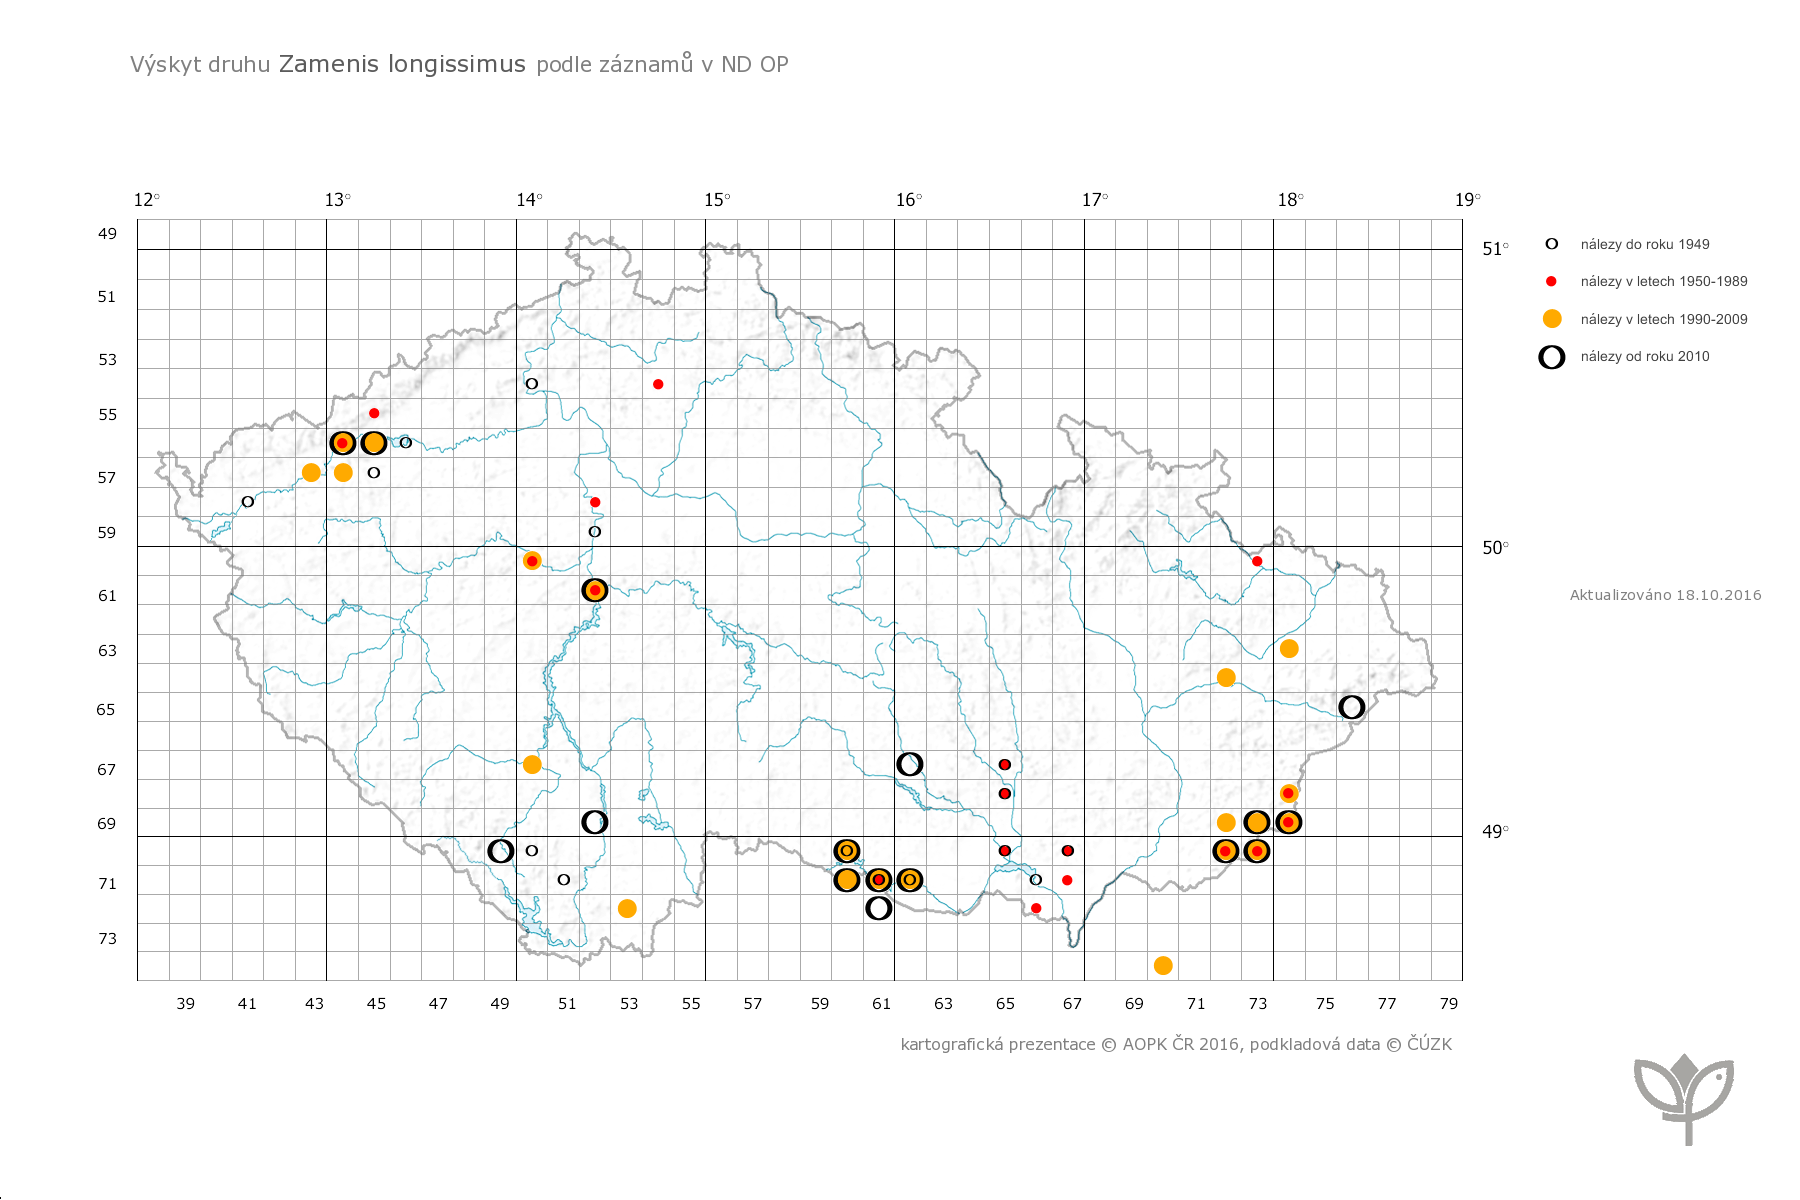 Výskyt druhu Zamenis longissimus podle záznamů v ND OP
12° 13° 14° 15° 16° 17° 18° 19°
49
51°
nálezy do roku 1949
51
nálezy v letech 1950-1989
nálezy v letech 1990-2009
53
nálezy od roku 2010
55
57
59
50°
61
Aktualizováno 18.10.2016
63
65
67
69
49°
71
73
39 41 43 45 47 49 51 53 55 57 59 61 63 65 67 69 71 73 75 77 79
kartografická prezentace © AOPK ČR 2016, podkladová data © ČÚZK